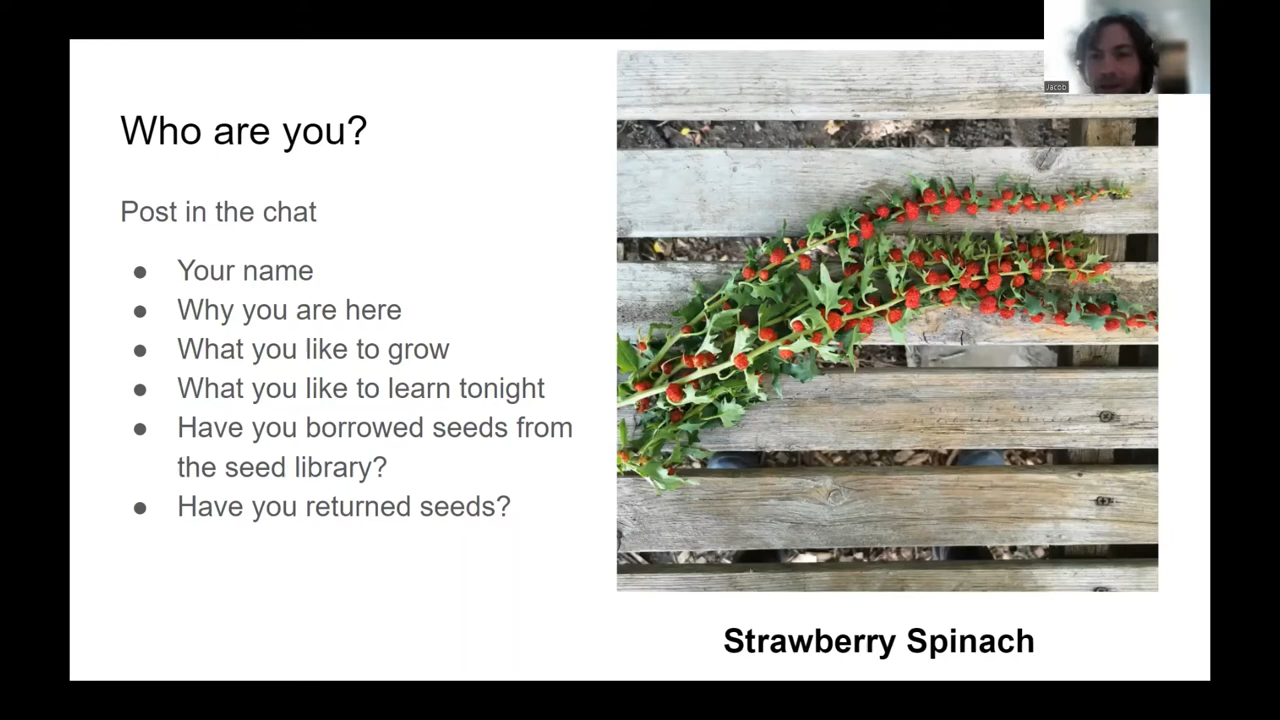 Jacob
Who are you?
Post in the chat
● Your name
● Why you are here
● What you like to grow
● What you like to learn tonight
● Have you borrowed seeds from
the seed library?
● Have you returned seeds?
Strawberry Spinach